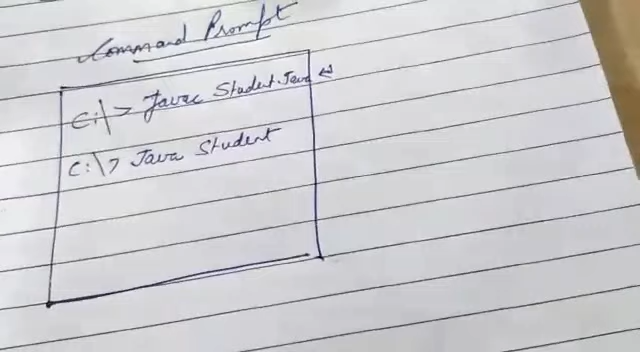 Command Prompt
C:\> Javac Student.Java ↵
C:\> Java Student